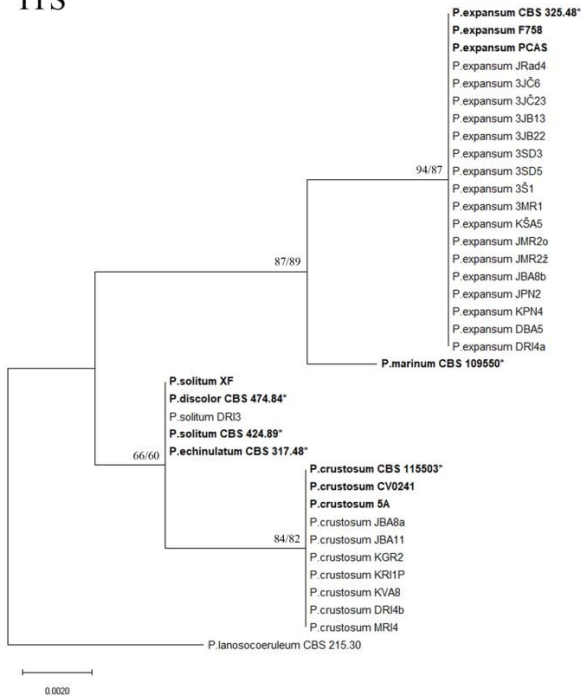 ITS
P.expansum CBS 325.48*
P.expansum F758
P.expansum PCAS
P.expansum JRad4
P.expansum 3JČ6
P.expansum 3JČ23
P.expansum 3JB13
P.expansum 3JB22
P.expansum 3SD3
94/87
P.expansum 3SD5
P.expansum 3Š1
P.expansum 3MR1
P.expansum KŠA5
P.expansum JMR2o
P.expansum JMR2ž
87/89
P.expansum JBA8b
P.expansum JPN2
P.expansum KPN4
P.expansum DBA5
P.expansum DRI4a
P.marinum CBS 109550*
P.solitum XF
P.discolor CBS 474.84*
P.solitum DRI3
P.solitum CBS 424.89*
66/60
P.echinulatum CBS 317.48*
P.crustosum CBS 115503*
P.crustosum CV0241
P.crustosum 5A
P.crustosum JBA8a
84/82
P.crustosum JBA11
P.crustosum KGR2
P.crustosum KRI1P
P.crustosum KVA8
P.crustosum DRI4b
P.crustosum MRI4
P.lanosocoeruleum CBS 215.30
0.0020